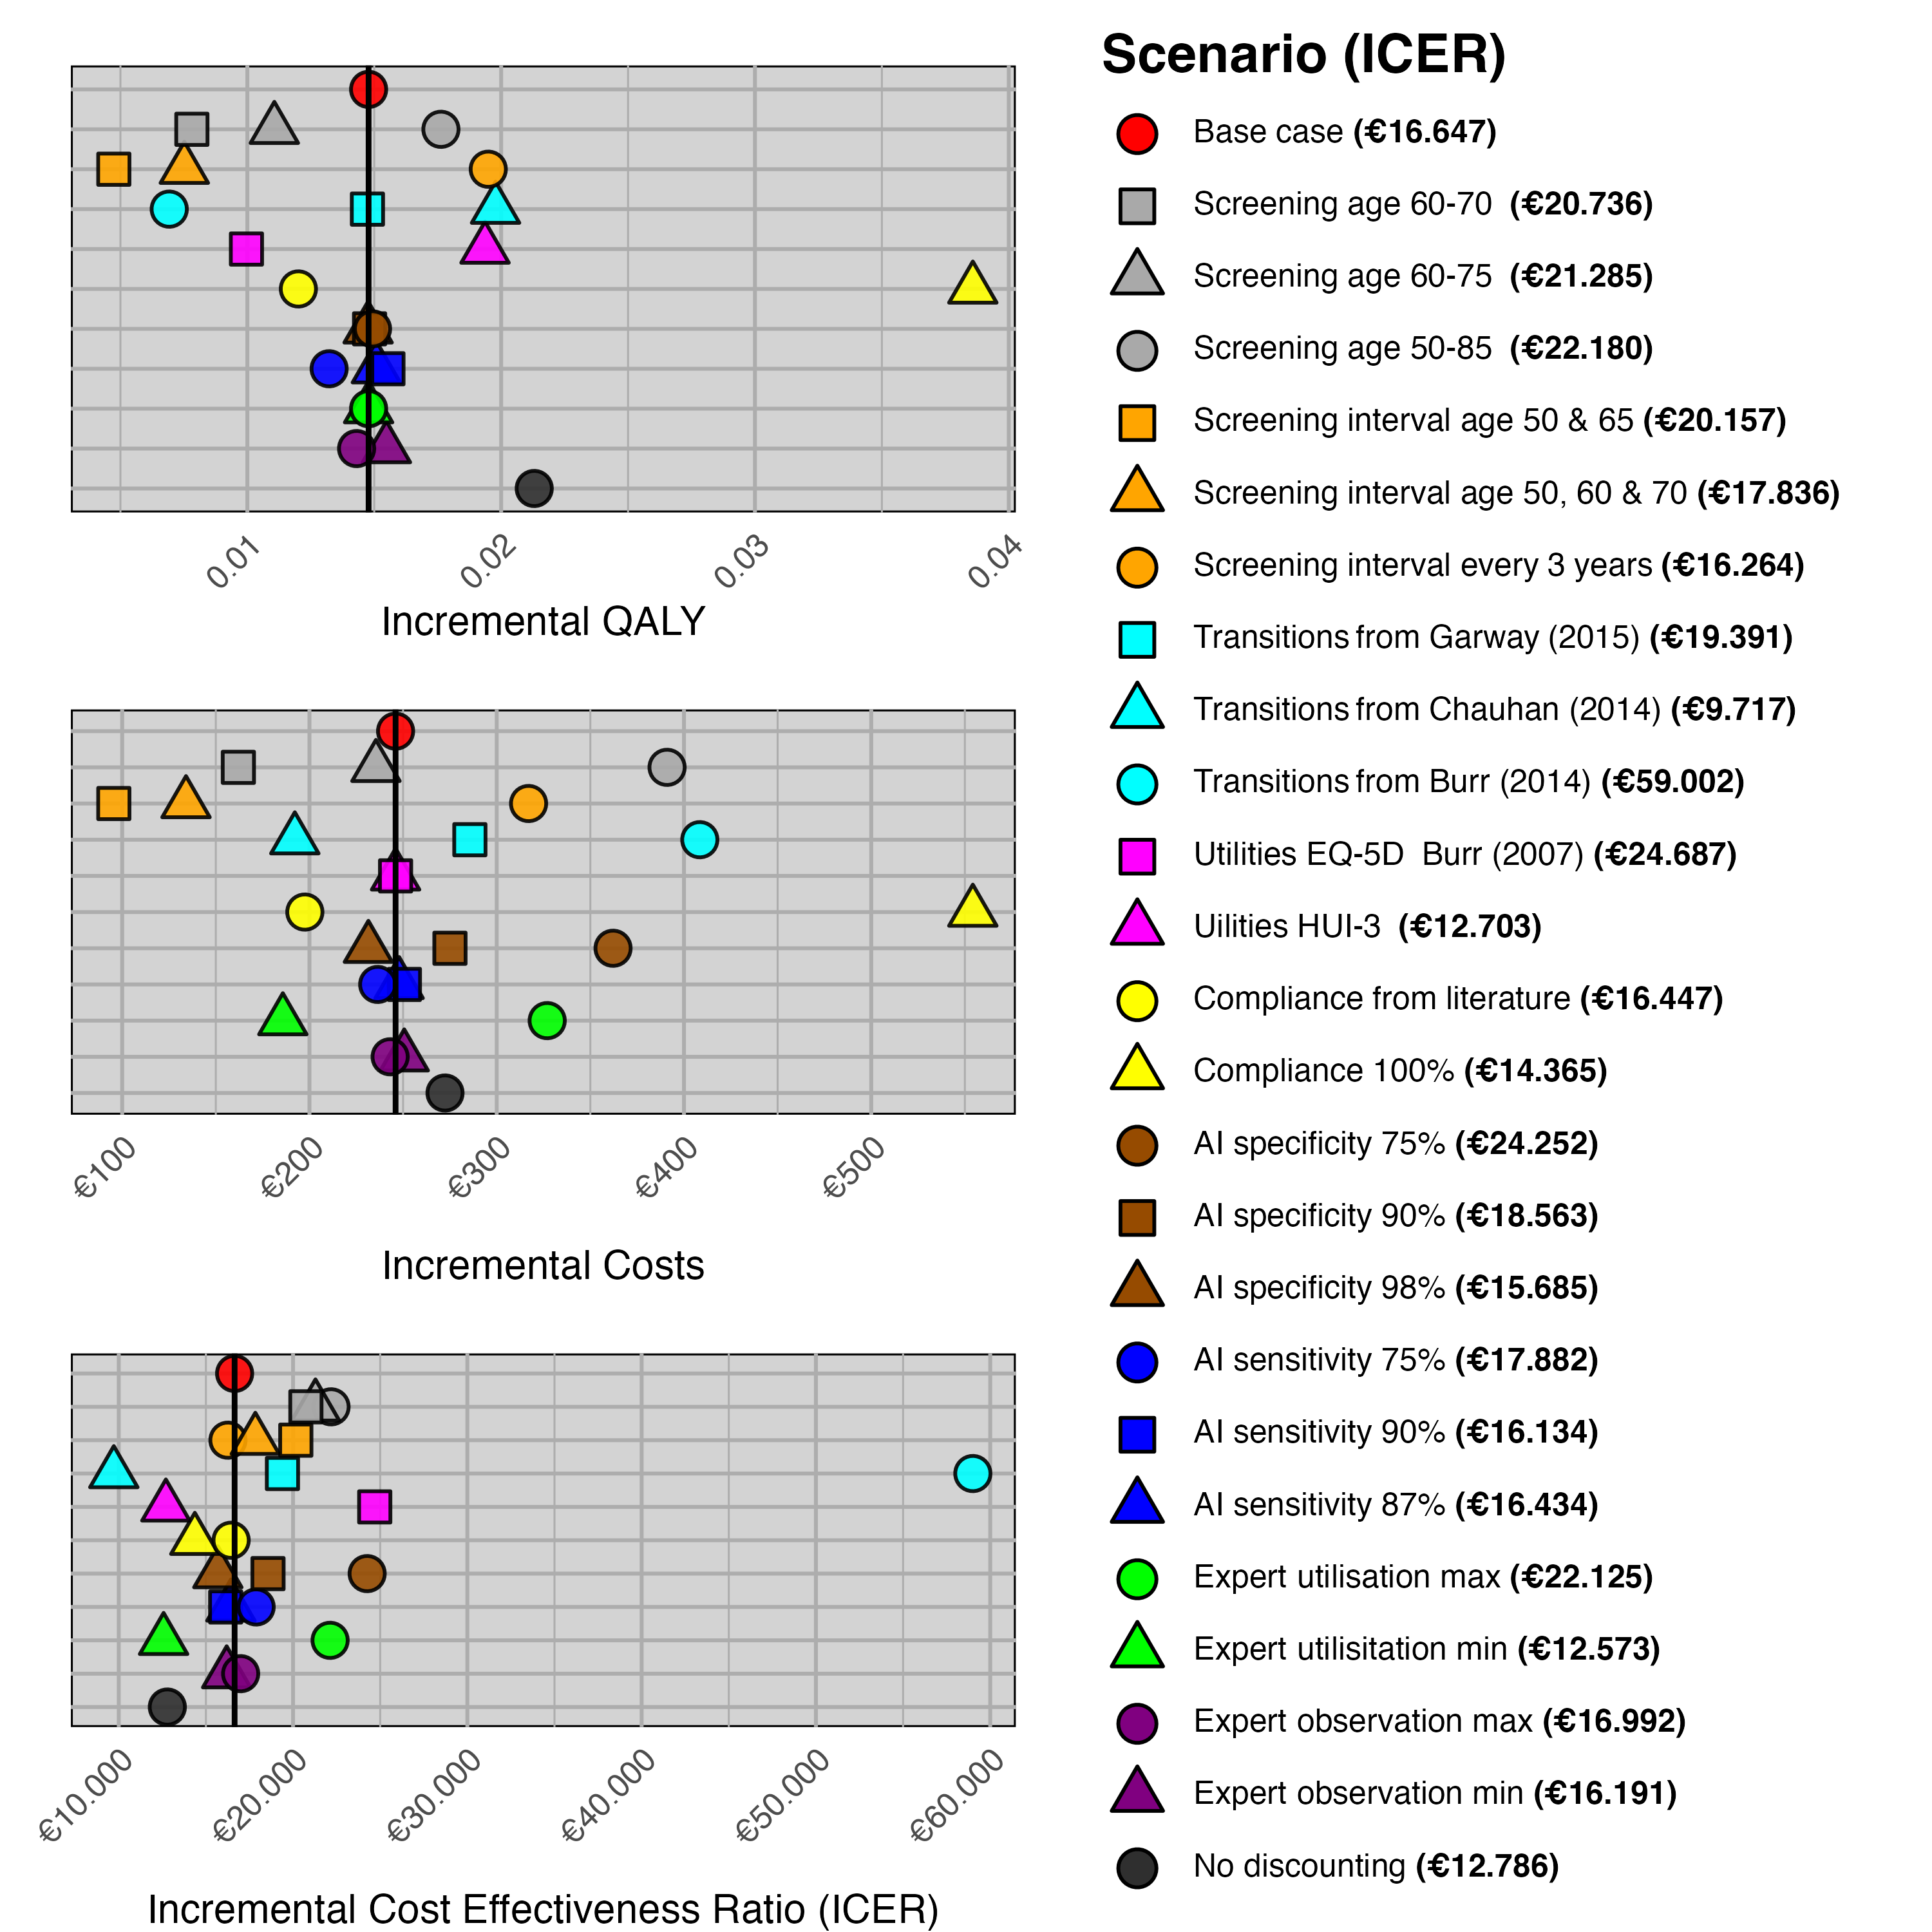 0.01
0.02
0.03
0.04
Incremental QALY
€100
€200
€300
€400
€500
Incremental Costs
€10.000
€20.000
€30.000
€40.000
€50.000
€60.000
Incremental Cost Effectiveness Ratio (ICER)
Scenario (ICER)
Base case (€16.647)
Screening age 60-70 (€20.736)
Screening age 60-75 (€21.285)
Screening age 50-85 (€22.180)
Screening interval age 50 & 65 (€20.157)
Screening interval age 50, 60 & 70 (€17.836)
Screening interval every 3 years (€16.264)
Transitions from Garway (2015) (€19.391)
Transitions from Chauhan (2014) (€9.717)
Transitions from Burr (2014) (€59.002)
Utilities EQ-5D Burr (2007) (€24.687)
Uilities HUI-3 (€12.703)
Compliance from literature (€16.447)
Compliance 100% (€14.365)
AI specificity 75% (€24.252)
AI specificity 90% (€18.563)
AI specificity 98% (€15.685)
AI sensitivity 75% (€17.882)
AI sensitivity 90% (€16.134)
AI sensitivity 87% (€16.434)
Expert utilisation max (€22.125)
Expert utilisitation min (€12.573)
Expert observation max (€16.992)
Expert observation min (€16.191)
No discounting (€12.786)